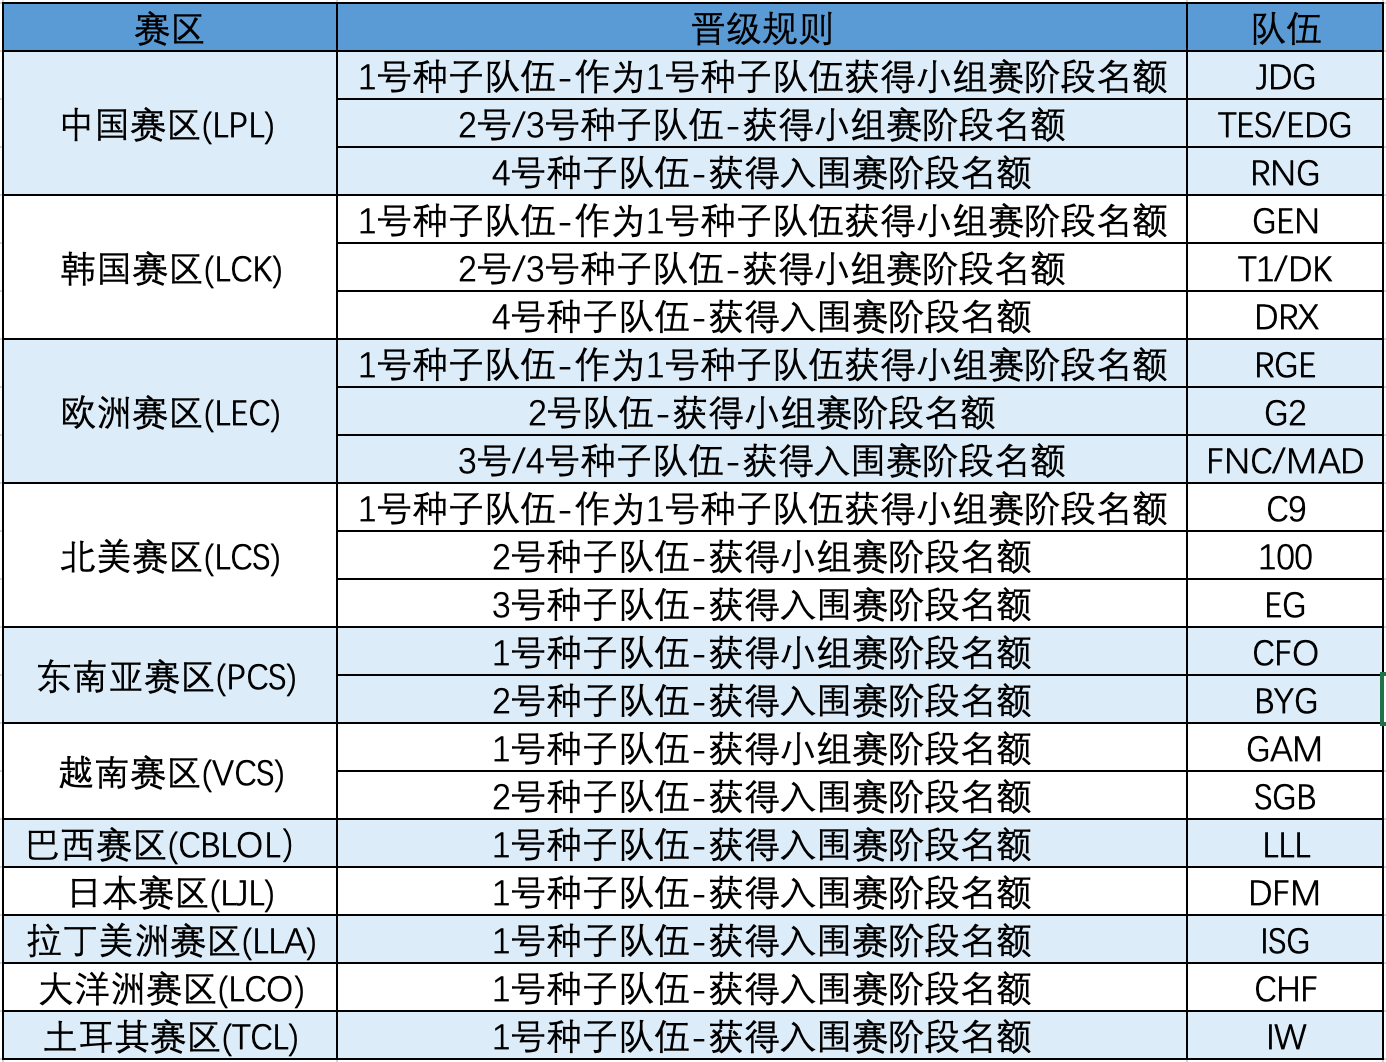 赛区 晋级规则 队伍
中国赛区(LPL) 1号种子队伍-作为1号种子队伍获得小组赛阶段名额 JDG
2号/3号种子队伍-获得小组赛阶段名额 TES/EDG
4号种子队伍-获得入围赛阶段名额 RNG
韩国赛区(LCK) 1号种子队伍-作为1号种子队伍获得小组赛阶段名额 GEN
2号/3号种子队伍-获得小组赛阶段名额 T1/DK
4号种子队伍-获得入围赛阶段名额 DRX
欧洲赛区(LEC) 1号种子队伍-作为1号种子队伍获得小组赛阶段名额 RGE
2号队伍-获得小组赛阶段名额 G2
3号/4号种子队伍-获得入围赛阶段名额 FNC/MAD
北美赛区(LCS) 1号种子队伍-作为1号种子队伍获得小组赛阶段名额 C9
2号种子队伍-获得小组赛阶段名额 100
3号种子队伍-获得入围赛阶段名额 EG
东南亚赛区(PCS) 1号种子队伍-获得小组赛阶段名额 CFO
2号种子队伍-获得入围赛阶段名额 BYG
越南赛区(VCS) 1号种子队伍-获得小组赛阶段名额 GAM
2号种子队伍-获得入围赛阶段名额 SGB
巴西赛区(CBLOL） 1号种子队伍-获得入围赛阶段名额 LLL
日本赛区(LJL) 1号种子队伍-获得入围赛阶段名额 DFM
拉丁美洲赛区(LLA) 1号种子队伍-获得入围赛阶段名额 ISG
大洋洲赛区(LCO) 1号种子队伍-获得入围赛阶段名额 CHF
土耳其赛区(TCL) 1号种子队伍-获得入围赛阶段名额 IW